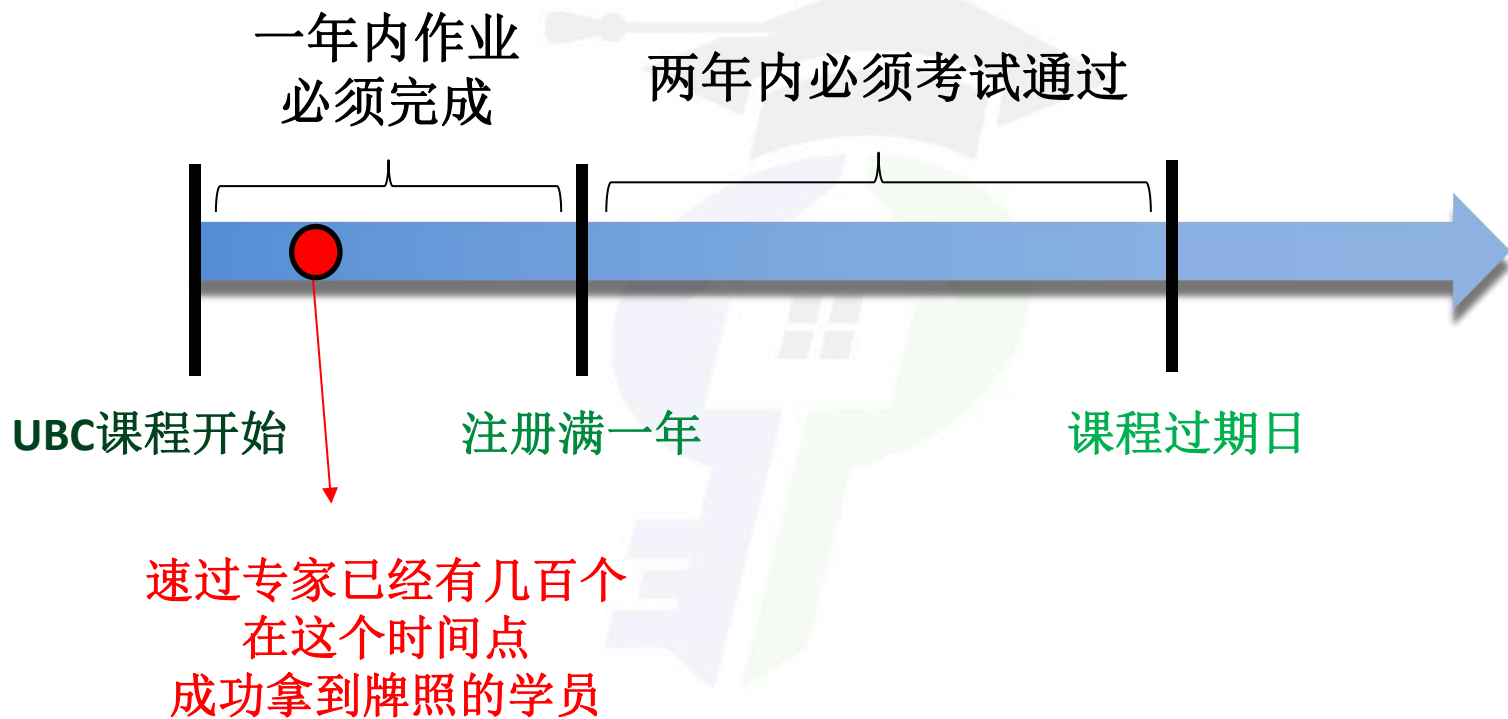 一年内作业
必须完成
两年内必须考试通过
UBC课程开始
注册满一年
课程过期日
速过专家已经有几百个
在这个时间点
成功拿到牌照的学员